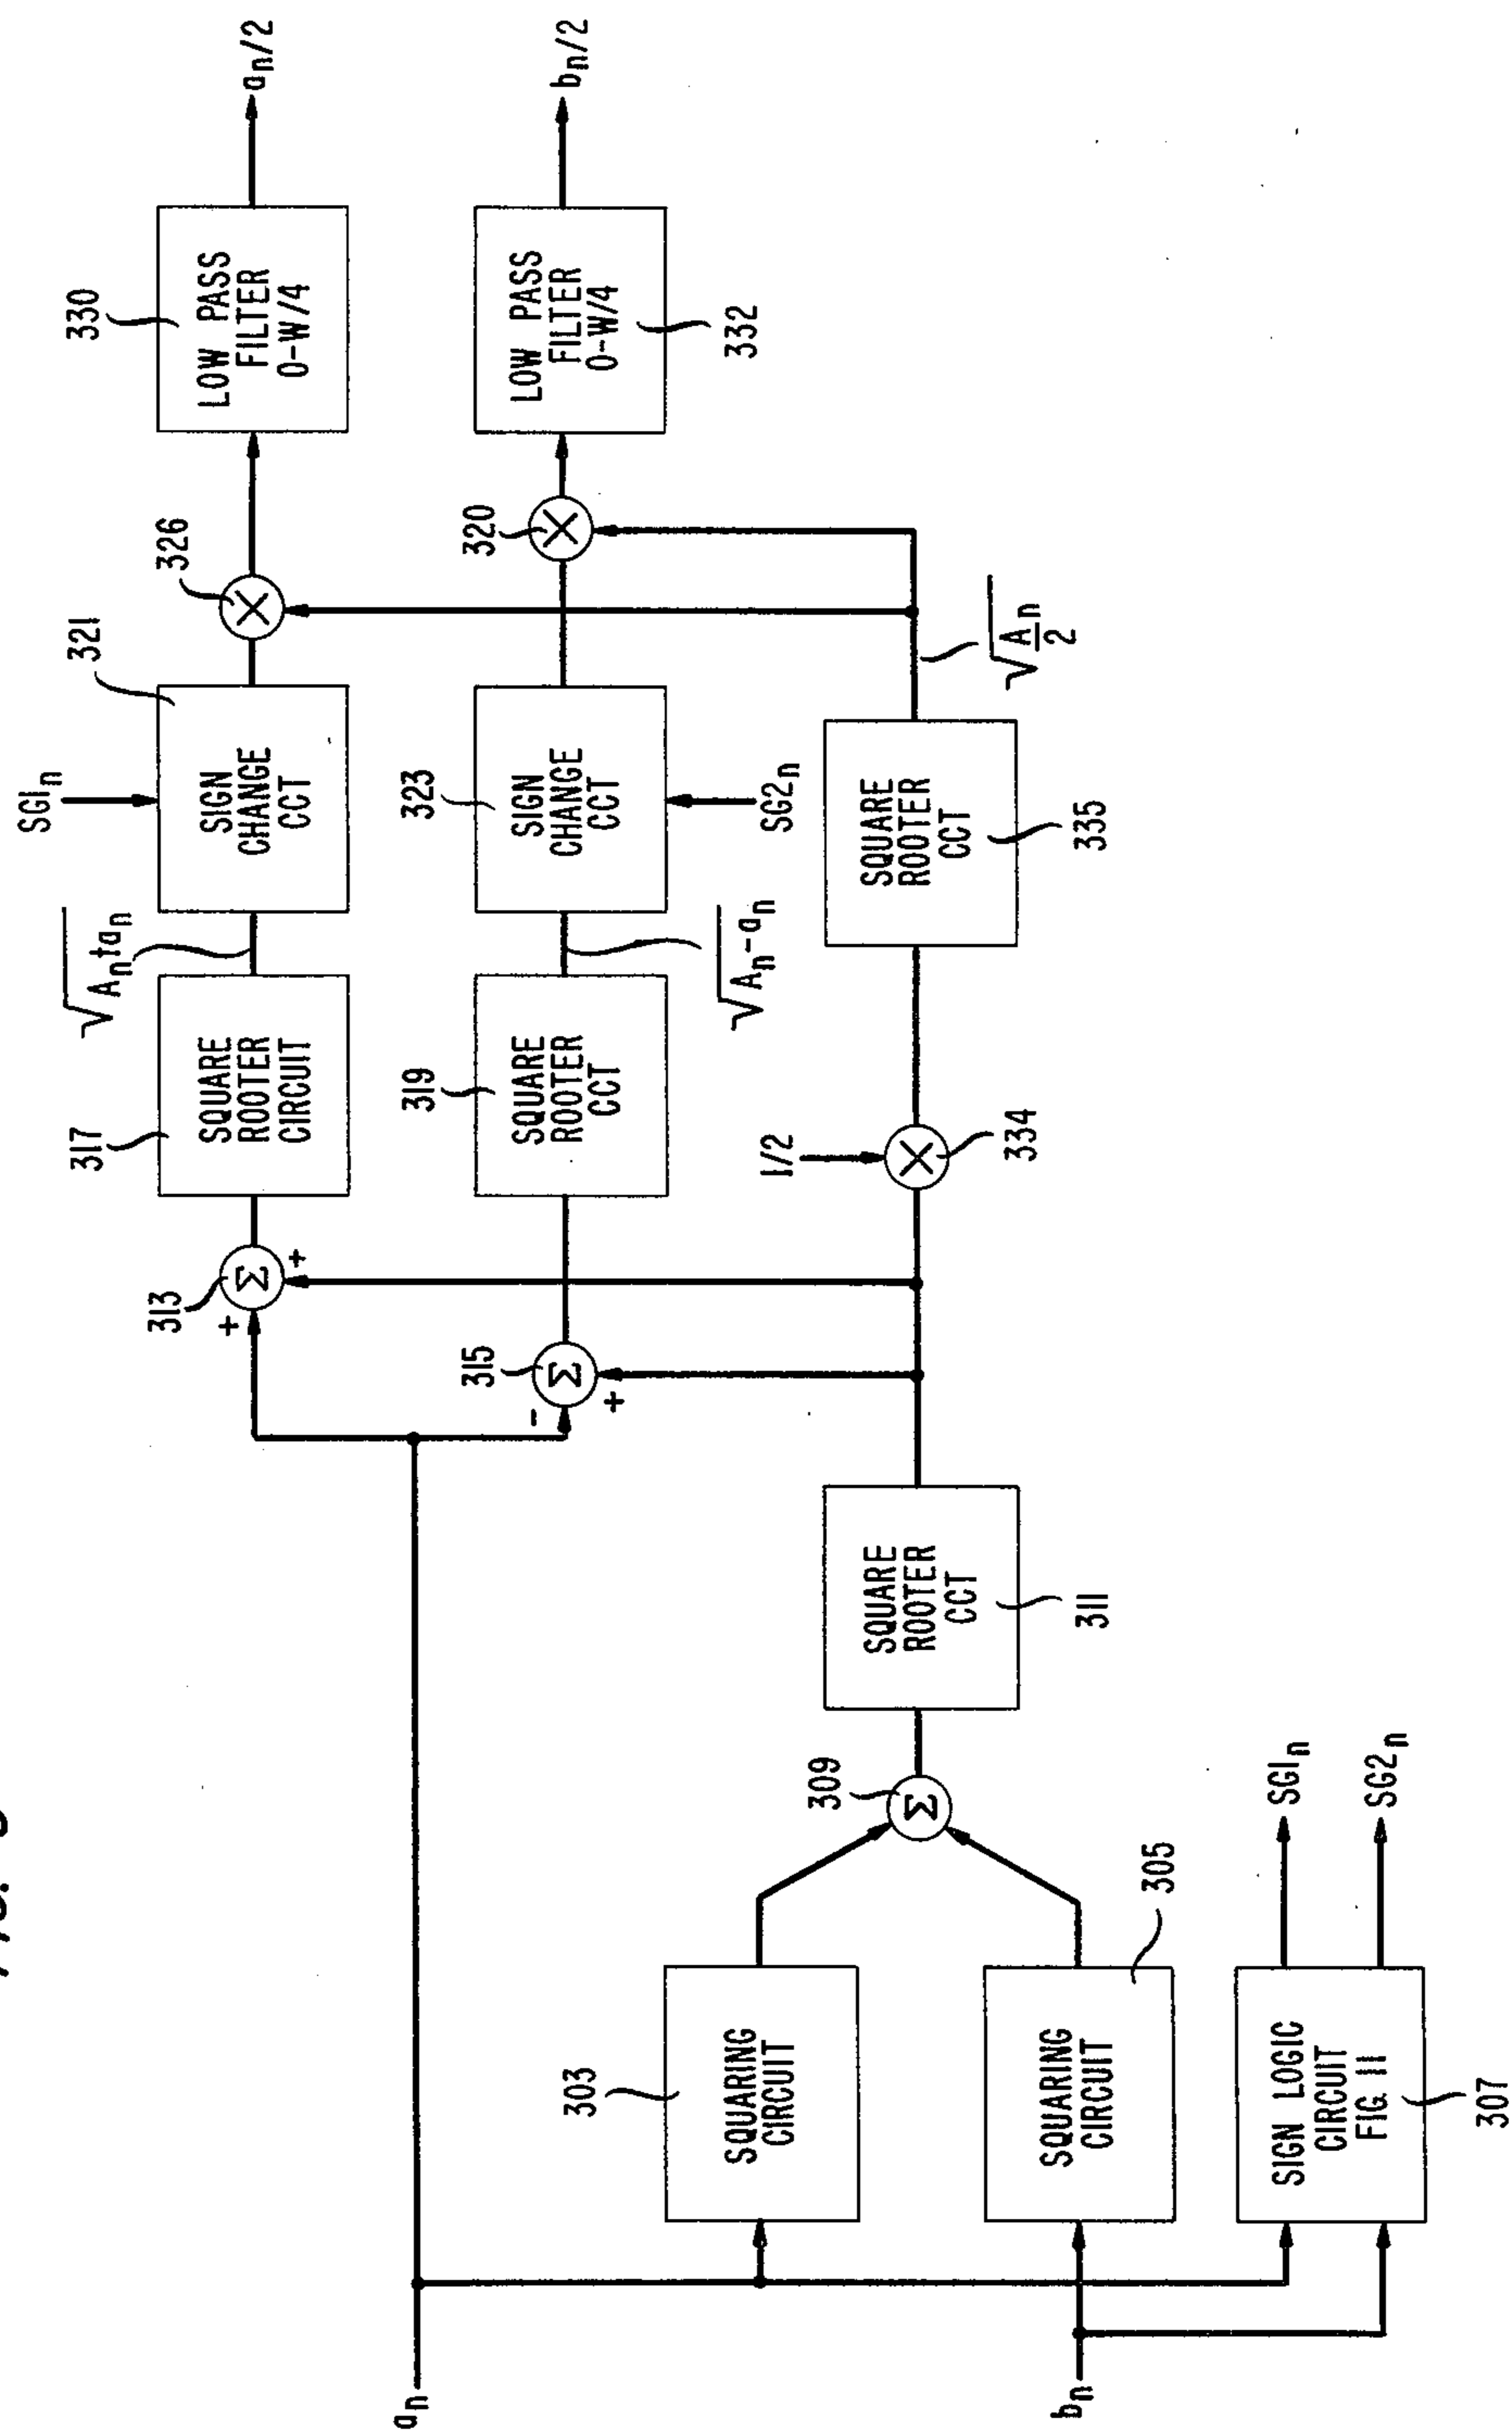 SG1n
317
√An+an
321
326
330
313
+
Σ
+
SQUARE
ROOTER
CIRCUIT
SIGN
CHANGE
CCT
X
LOW PASS
FILTER
0-W/4
an/2
315
319
323
320
-
Σ
+
SQUARE
ROOTER
CCT
SIGN
CHANGE
CCT
X
LOW PASS
FILTER
0-W/4
bn/2
an
√An-an
SG2n
332
1/2
303
309
SQUARING
CIRCUIT
Σ
SQUARE
ROOTER
CCT
X
SQUARE
ROOTER
CCT
√An/2
311
334
335
305
bn
SQUARING
CIRCUIT
SIGN LOGIC
CIRCUIT
FIG. 11
SG1n
SG2n
307